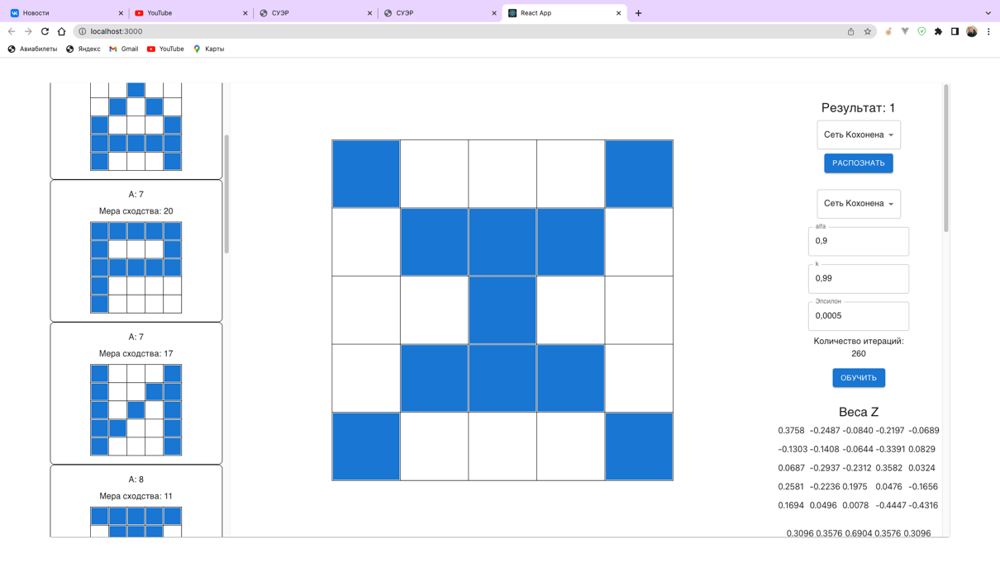 Новости
YouTube
СУЭР
СУЭР
React App
localhost:3000
Авиабилеты
Яндекс
Gmail
YouTube
Карты
A: 7
Мера сходства: 20
A: 7
Мера сходства: 17
A: 8
Мера сходства: 11
Результат: 1
Сеть Кохонена
РАСПОЗНАТЬ
Сеть Кохонена
alfa
0,9
k
0,99
Эпсилон
0,0005
Количество итераций:
260
ОБУЧИТЬ
Веса Z
0.3758 -0.2487 -0.0840 -0.2197 -0.0689
-0.1303 -0.1408 -0.0644 -0.3391 0.0829
0.0687 -0.2937 -0.2312 0.3582 0.0324
0.2581 -0.2236 0.1975 0.0476 -0.1656
0.1694 0.0496 0.0078 -0.4447 -0.4316
0.3096 0.3576 0.6904 0.3576 0.3096